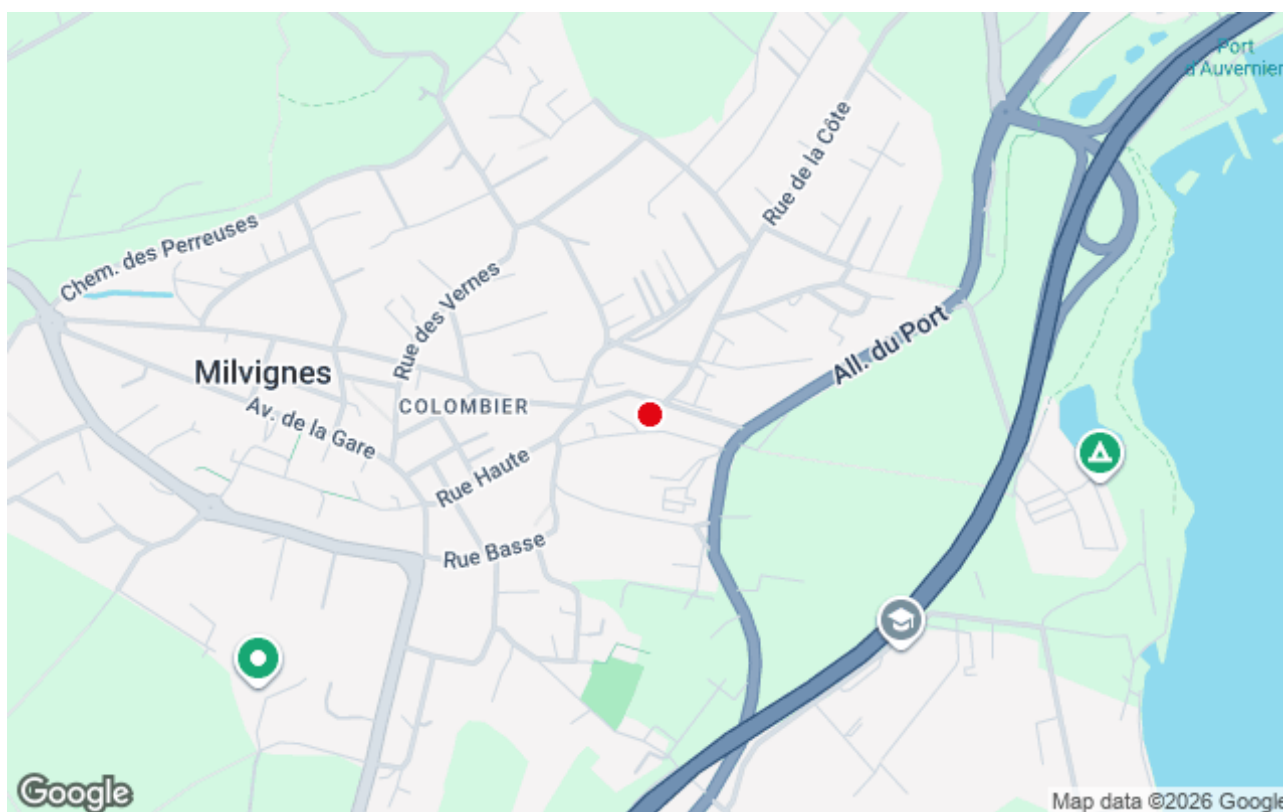 Port
d'Auvernier
Rue de la Côte
Chem. des Perreuses
Rue des Vernes
All. du Port
Milvignes
COLOMBIER
Av. de la Gare
Rue Haute
Rue Basse
Google
Map data ©2026 Google